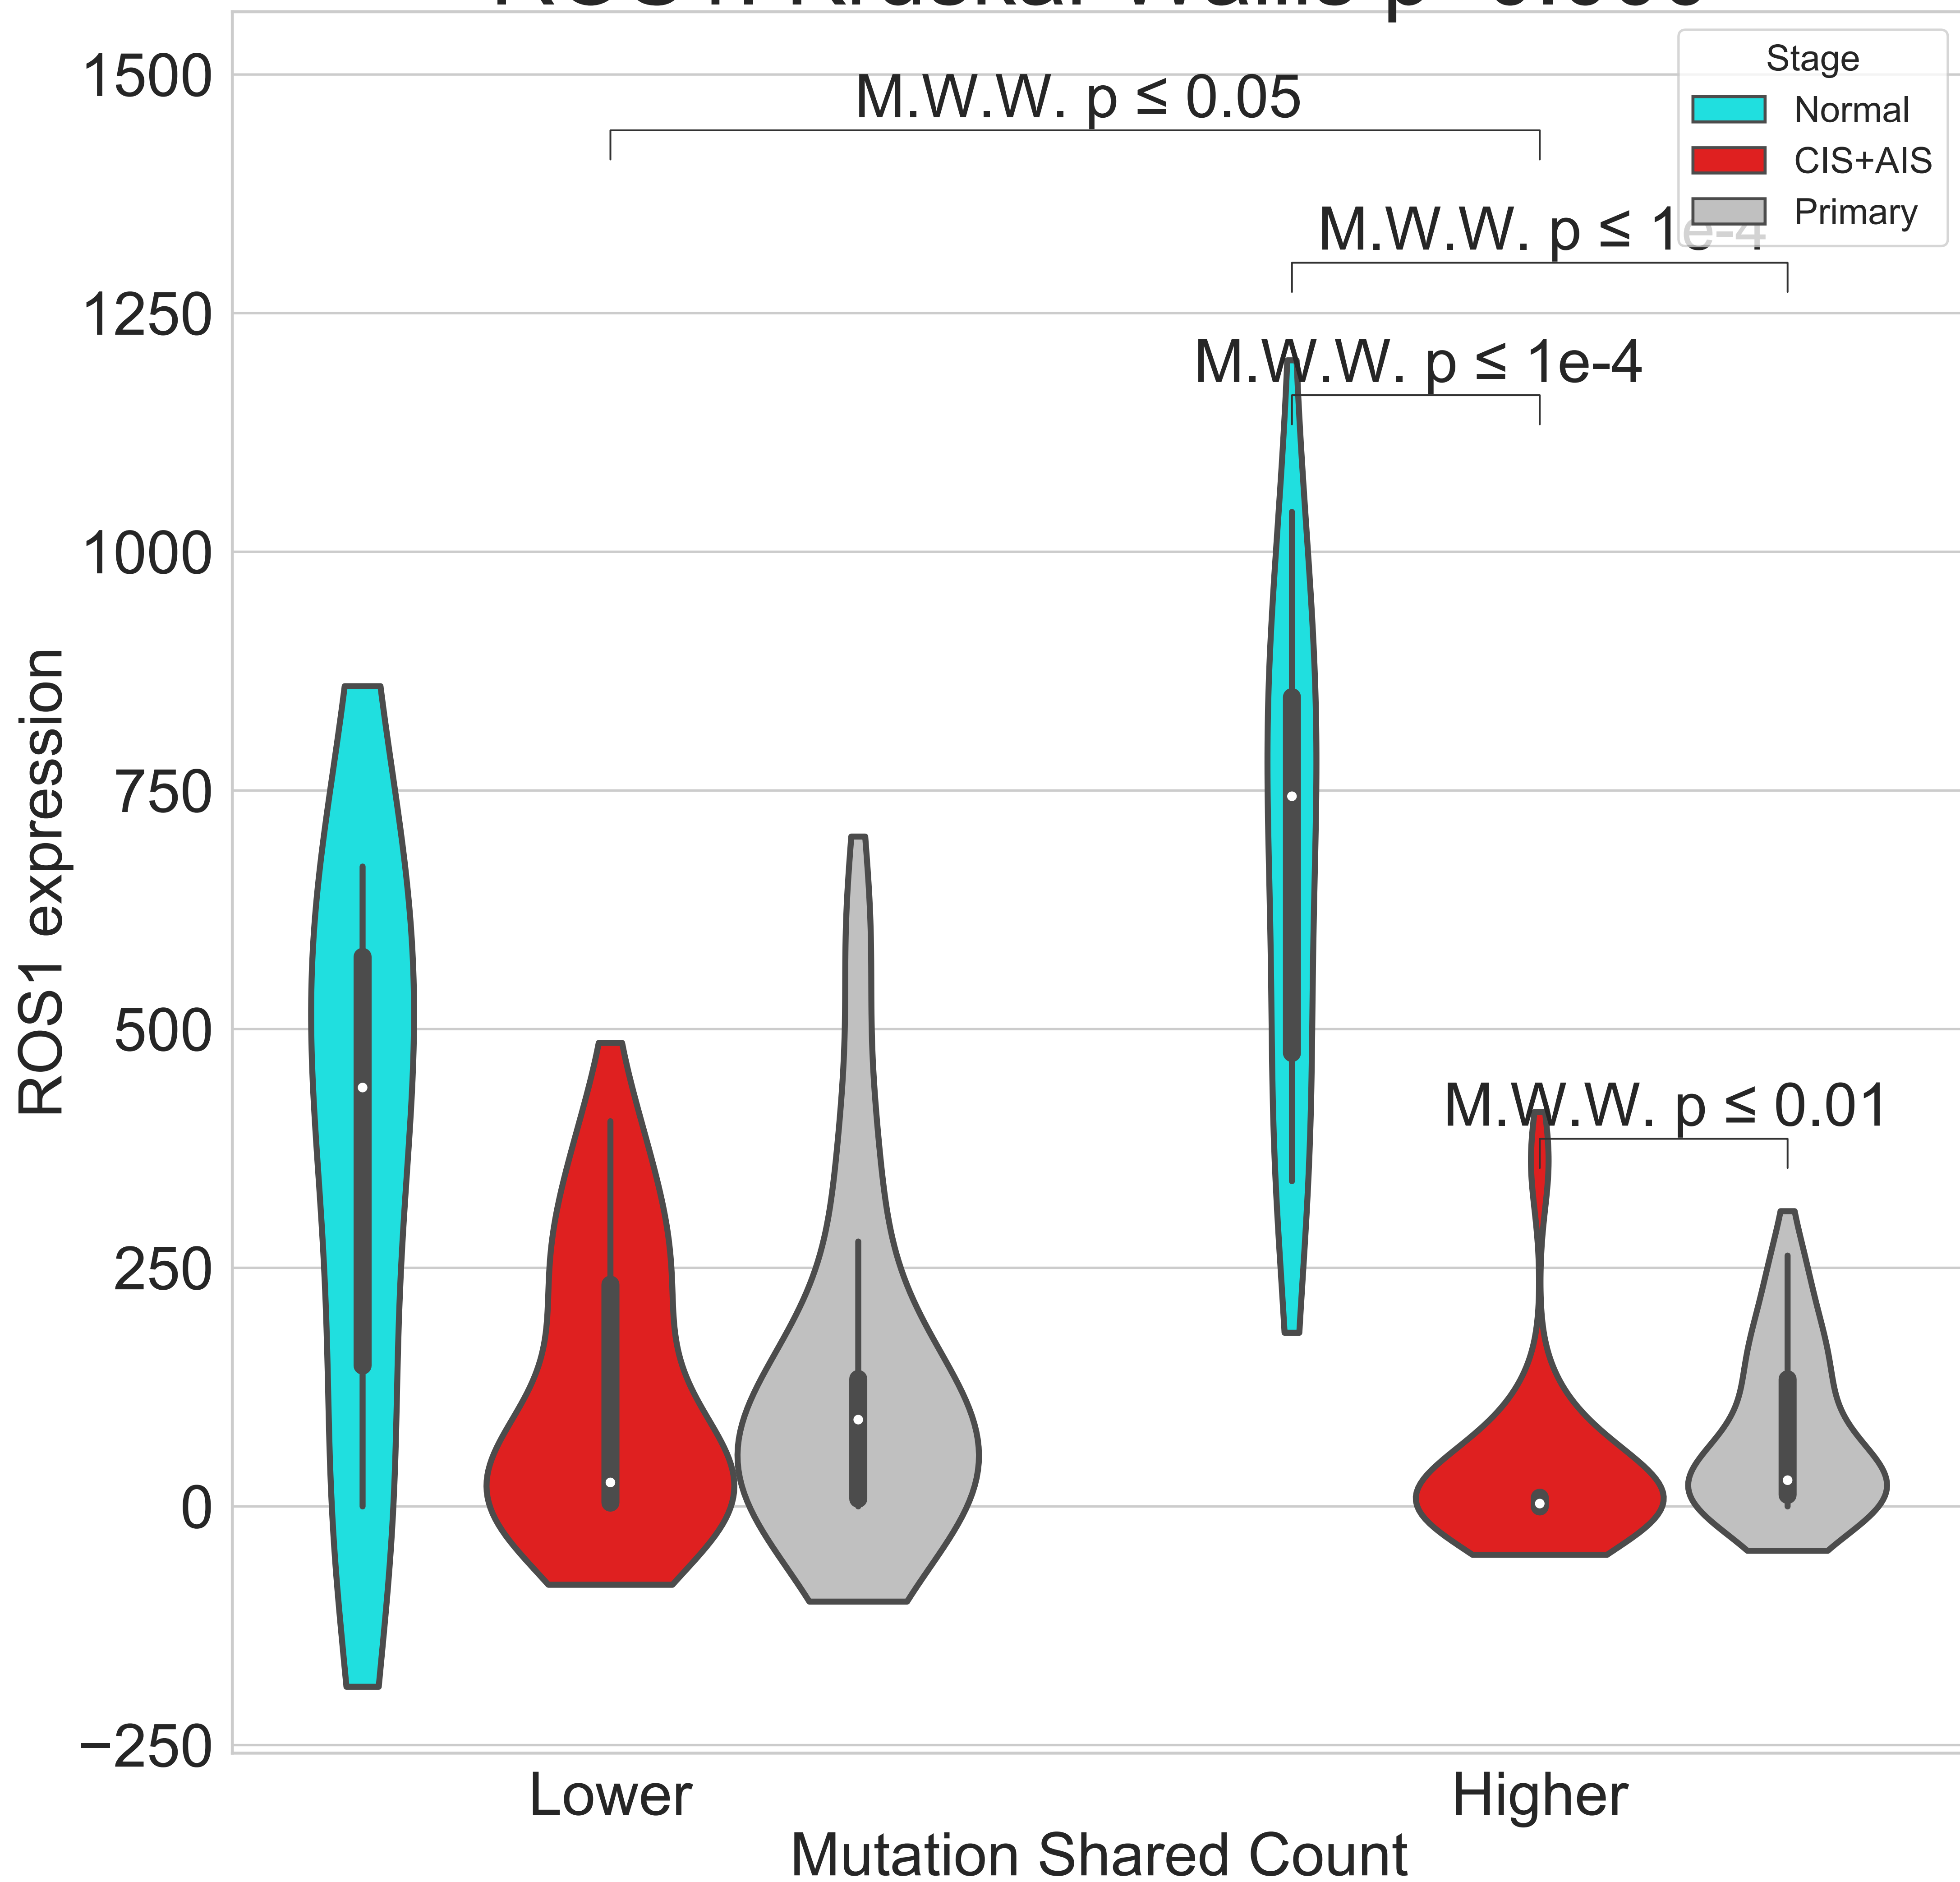 1500
1250
1000
750
500
250
0
−250
ROS1 expression
M.W.W. p ≤ 0.05
M.W.W. p ≤ 1e-4
M.W.W. p ≤ 1e-4
M.W.W. p ≤ 0.01
Stage
Normal
CIS+AIS
Primary
Lower
Higher
Mutation Shared Count